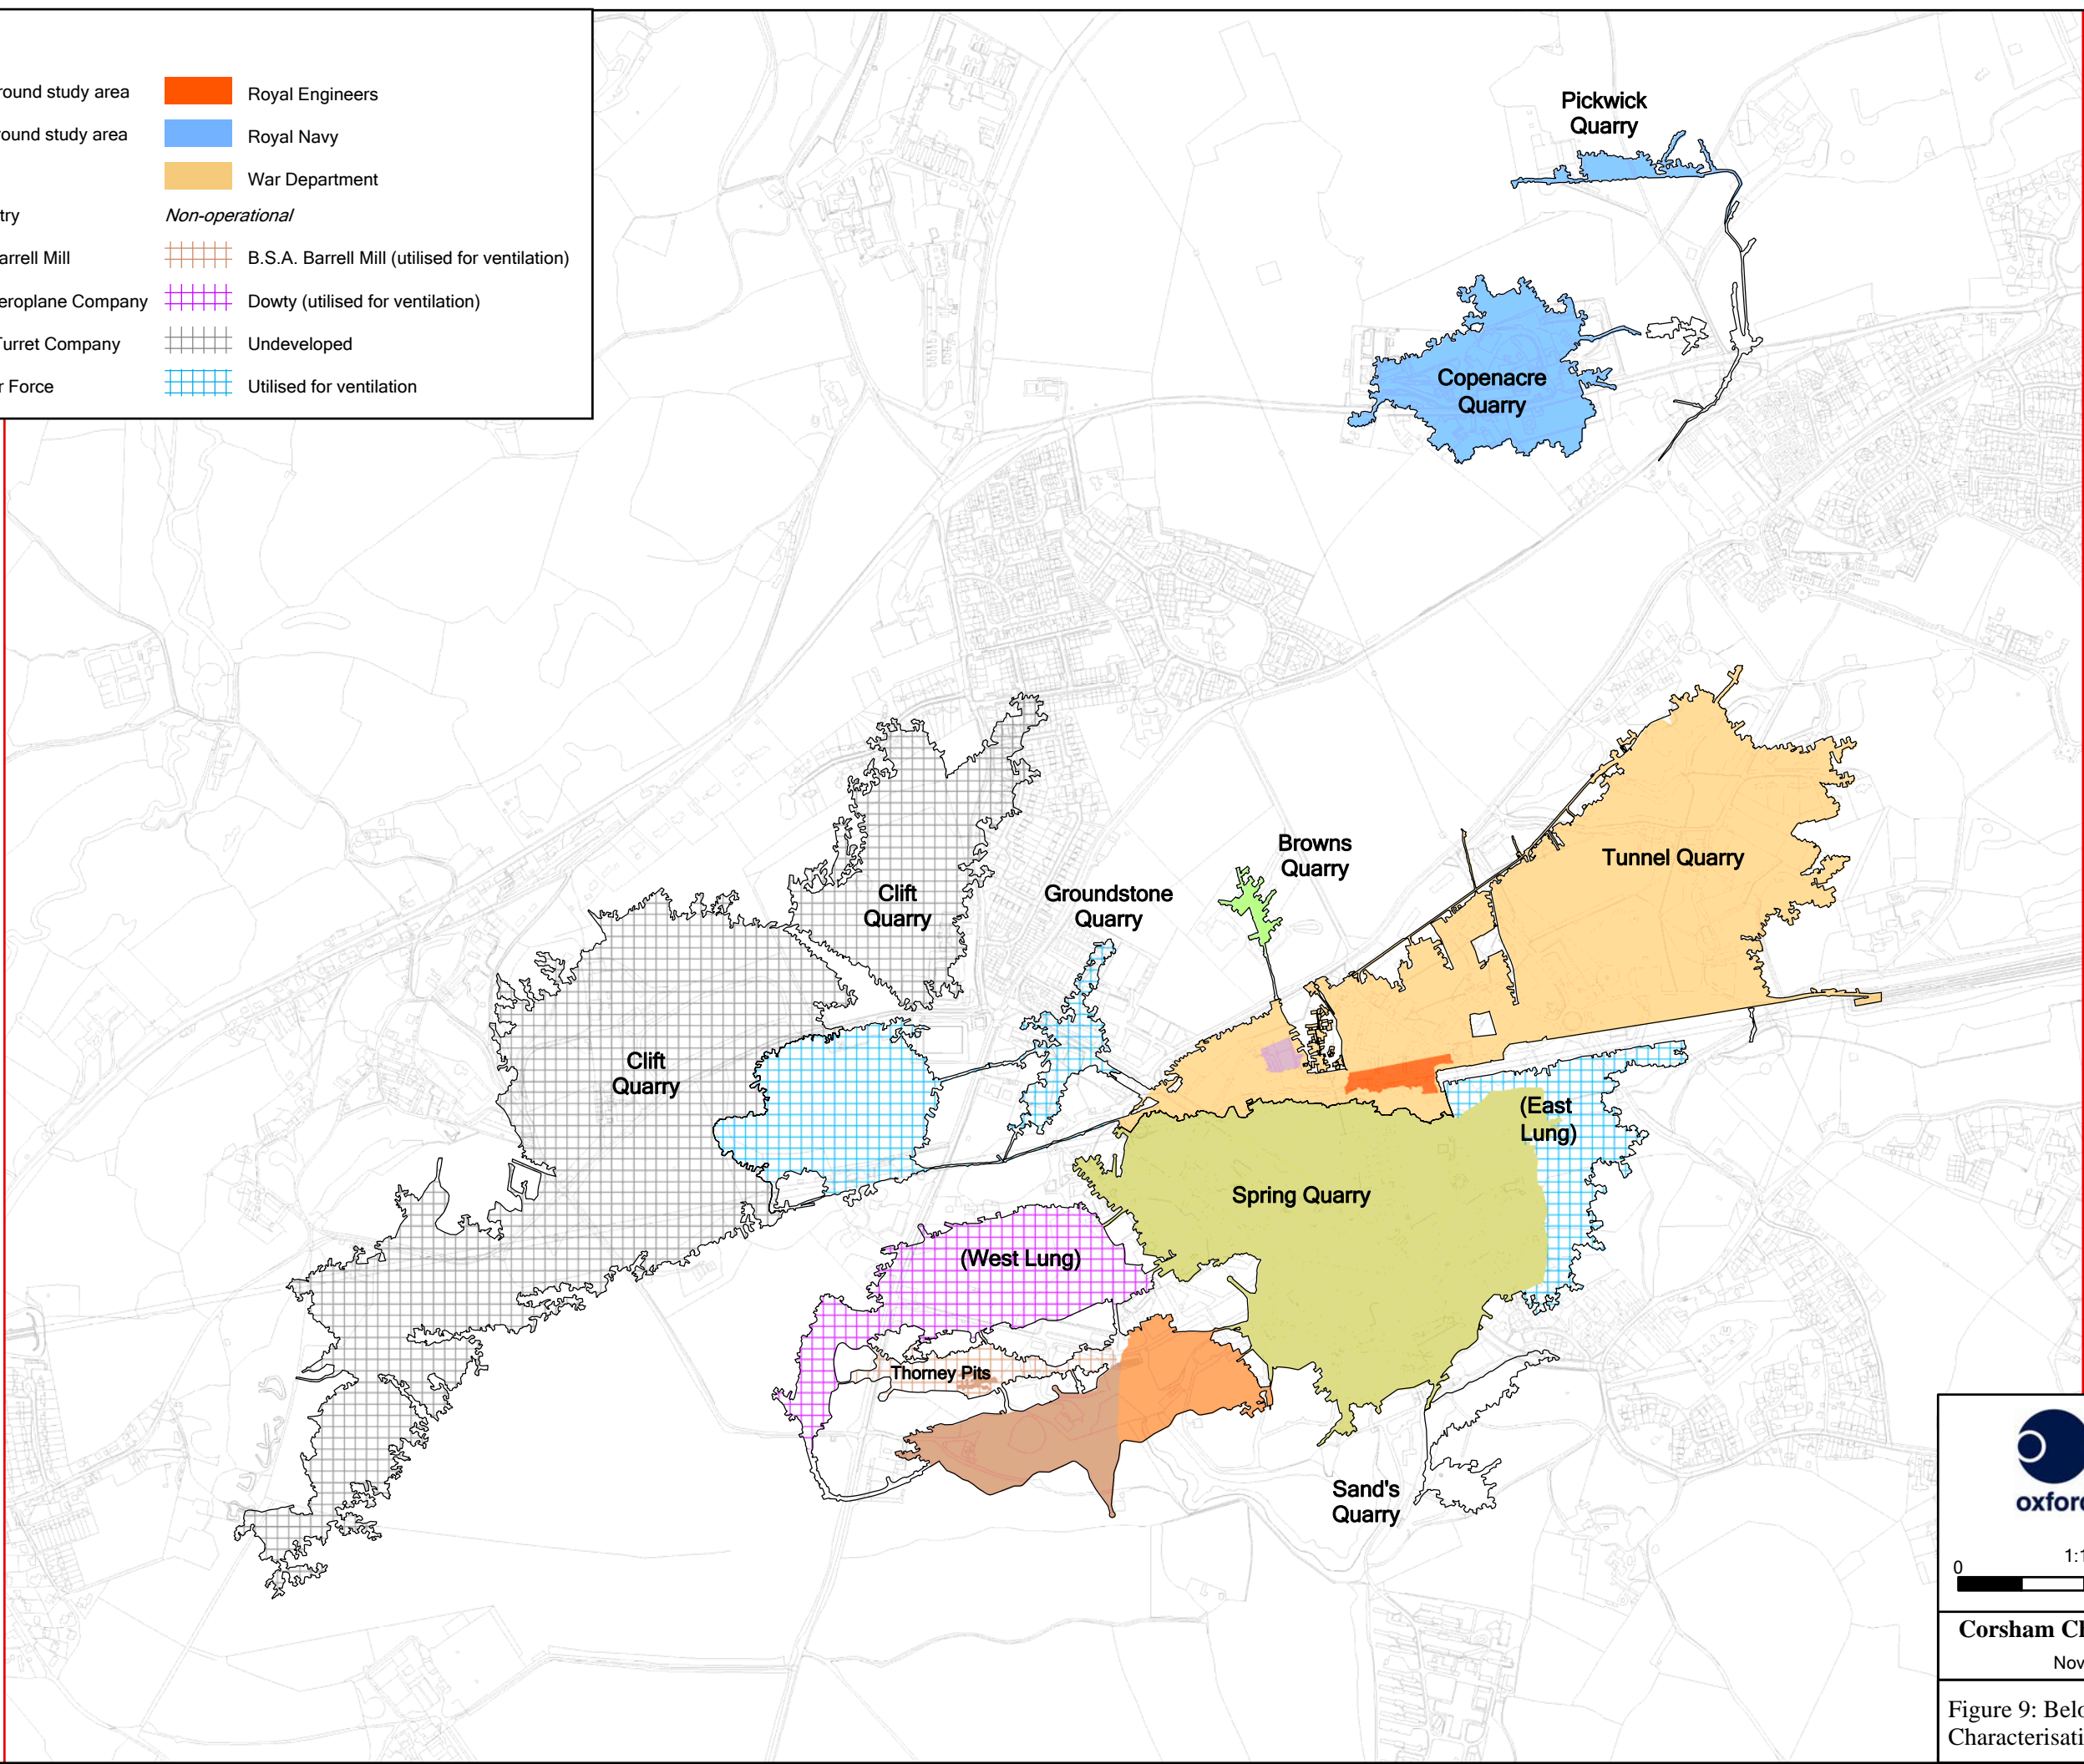 round study area
round study area
try
arrell Mill
eroplane Company
Turret Company
r Force
Royal Engineers
Royal Navy
War Department
Non-operational
B.S.A. Barrell Mill (utilised for ventilation)
Dowty (utilised for ventilation)
Undeveloped
Utilised for ventilation
Pickwick
Quarry
Copenacre
Quarry
Tunnel Quarry
Browns
Quarry
Groundstone
Quarry
Clift
Quarry
Clift
Quarry
(East
Lung)
Spring Quarry
(West Lung)
Thorney Pits
Sand's
Quarry
oxford
1:1
0
Corsham Ch
Nov
Figure 9: Belo
Characterisati